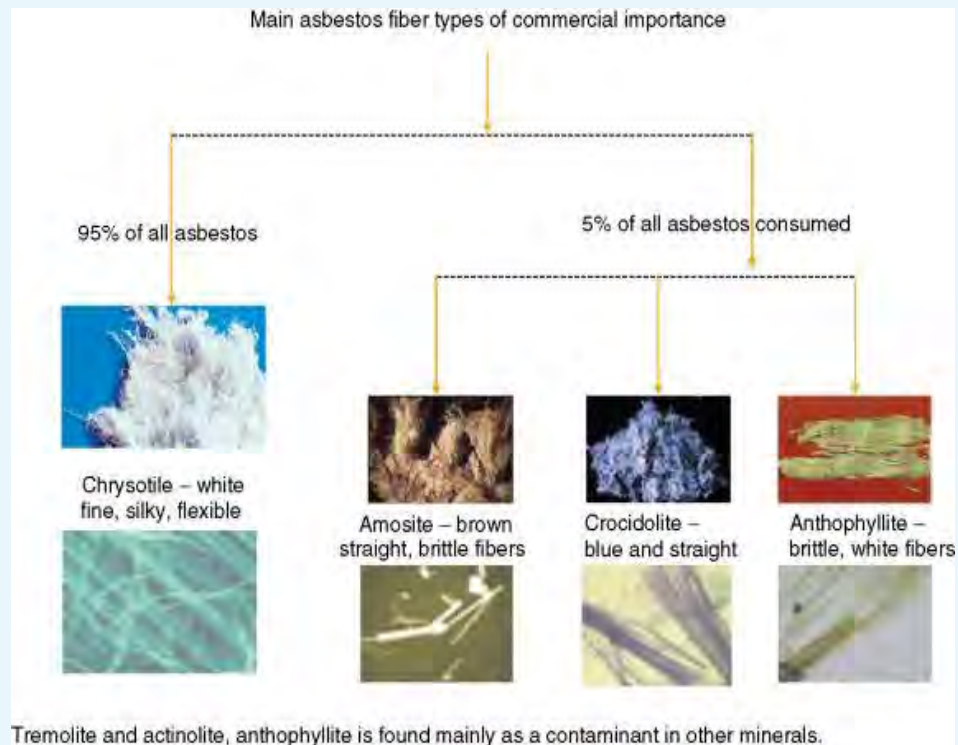 Main asbestos fiber types of commercial importance
95% of all asbestos
5% of all asbestos consumed
Chrysotile – white
fine, silky, flexible
Amosite – brown
straight, brittle fibers
Crocidolite –
blue and straight
Anthophyllite –
brittle, white fibers
Tremolite and actinolite, anthophyllite is found mainly as a contaminant in other minerals.